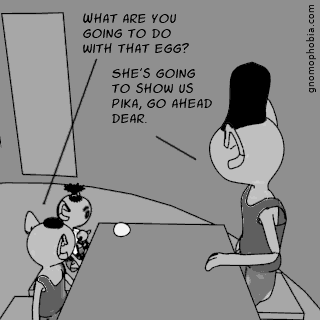 WHAT ARE YOU
GOING TO DO
WITH THAT EGG?
SHE'S GOING
TO SHOW US
PIKA, GO AHEAD
DEAR.
gnomophobia.com